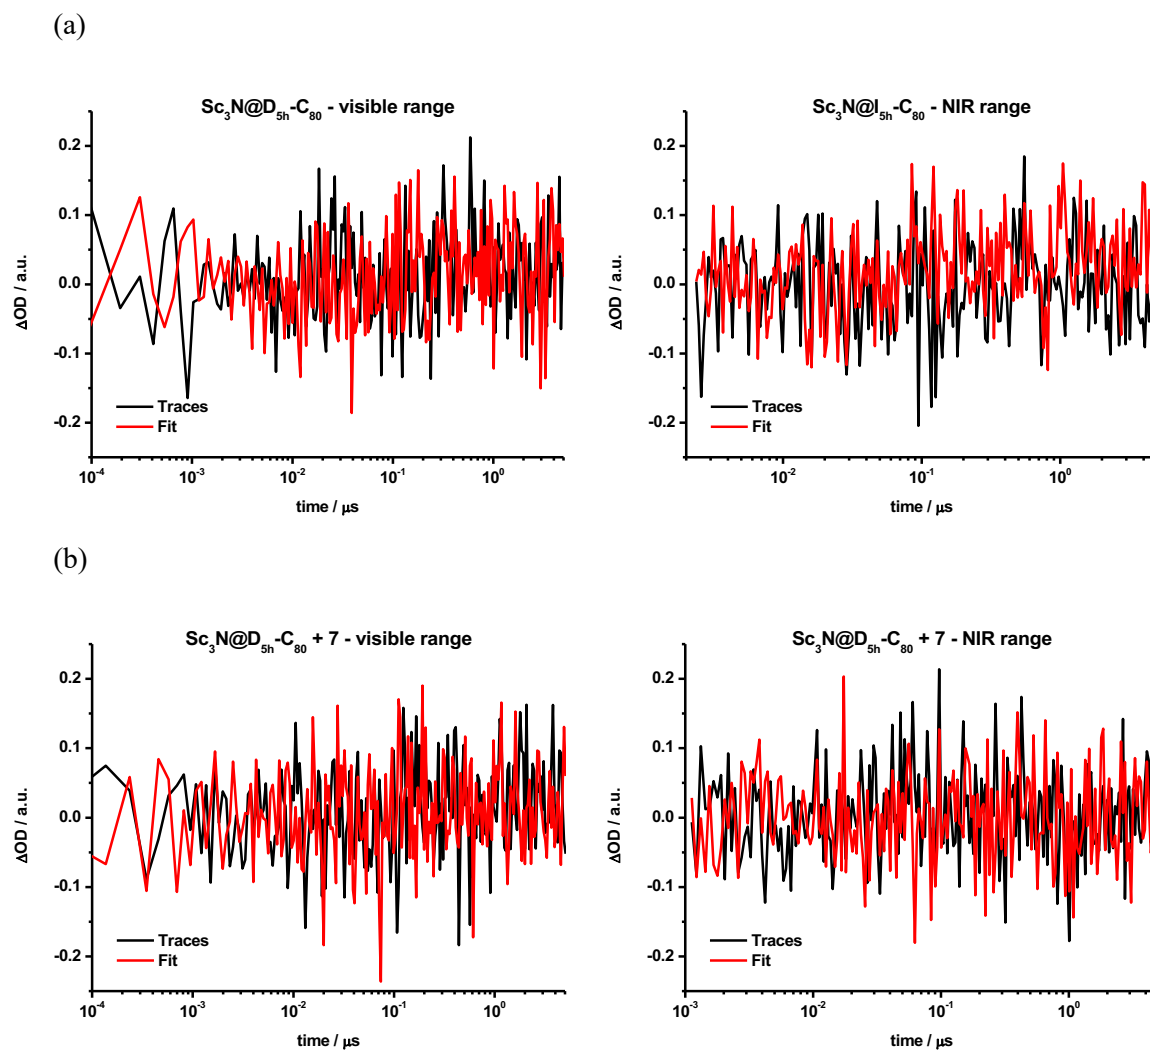 (a)
Sc₃N@D₅ₕ-C₈₀ - visible range
0.2
0.1
0.0
-0.1
-0.2
ΔOD / a.u.
Traces
Fit
10⁻⁴
10⁻³
10⁻²
10⁻¹
10⁰
time / μs
Sc₃N@I₅ₕ-C₈₀ - NIR range
0.2
0.1
0.0
-0.1
-0.2
ΔOD / a.u.
Traces
Fit
10⁻²
10⁻¹
10⁰
time / μs
(b)
Sc₃N@D₅ₕ-C₈₀ + 7 - visible range
0.2
0.1
0.0
-0.1
-0.2
ΔOD / a.u.
Traces
Fit
10⁻⁴
10⁻³
10⁻²
10⁻¹
10⁰
time / μs
Sc₃N@D₅ₕ-C₈₀ + 7 - NIR range
0.2
0.1
0.0
-0.1
-0.2
ΔOD / a.u.
Traces
Fit
10⁻³
10⁻²
10⁻¹
10⁰
time / μs